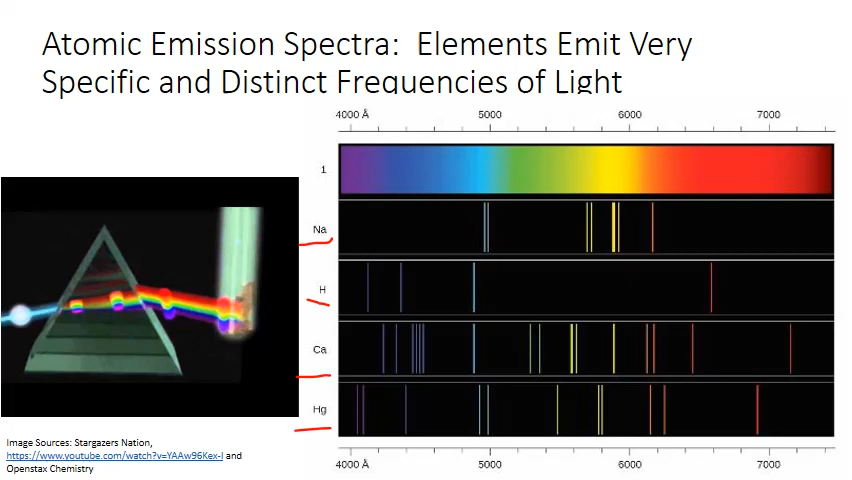 Atomic Emission Spectra:  Elements Emit Very
Specific and Distinct Frequencies of Light
4000 Å 5000 6000 7000
1
Na
H
Ca
Hg
4000 Å 5000 6000 7000
Image Sources: Stargazers Nation,
https://www.youtube.com/watch?v=YAAw96Kex-I and
Openstax Chemistry